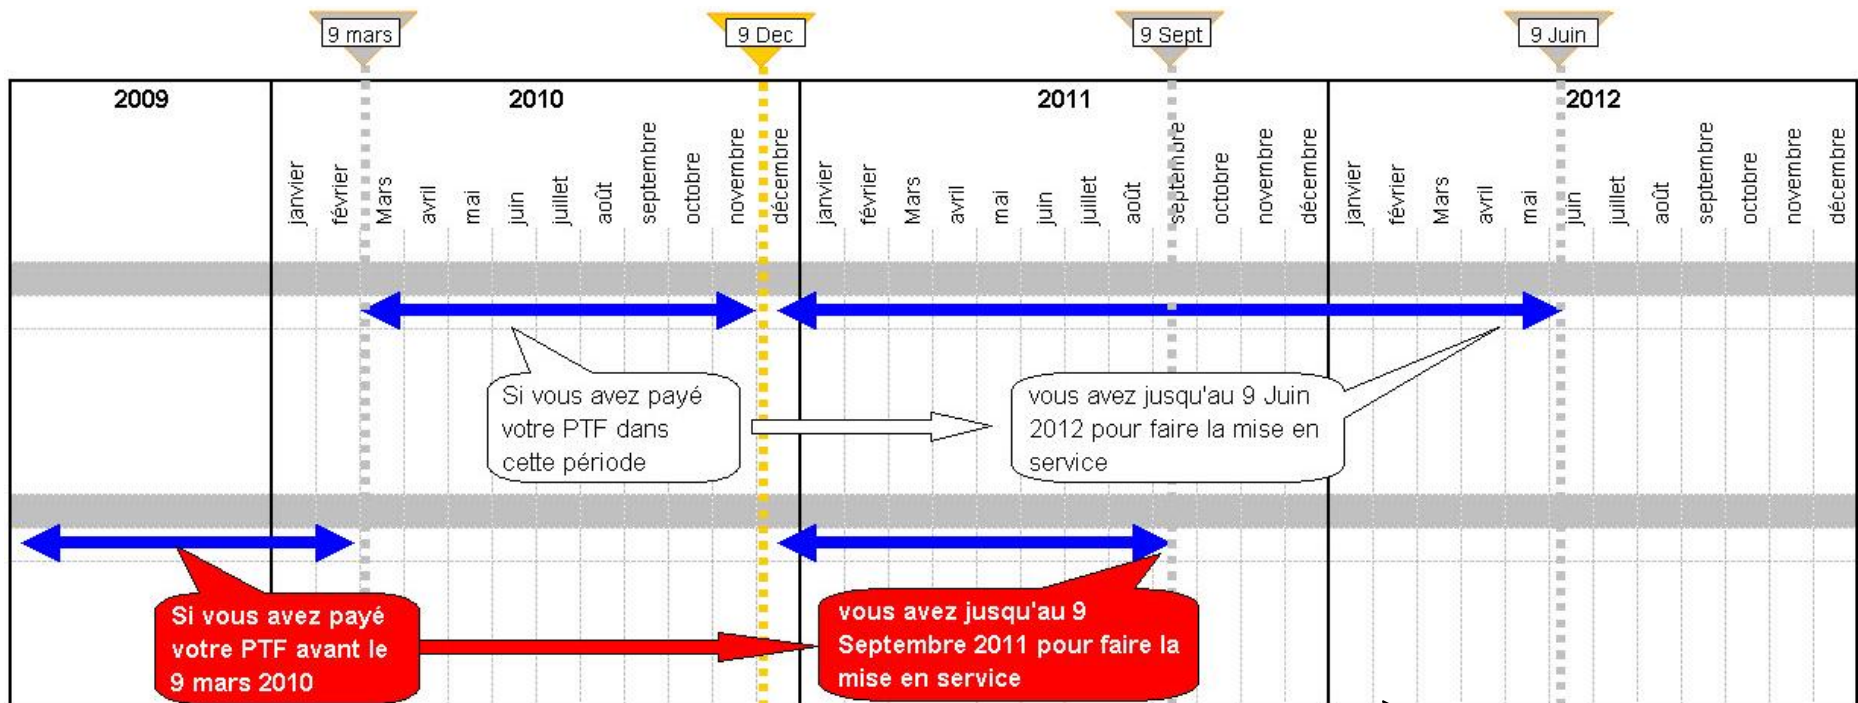 9 mars
9 Dec
9 Sept
9 Juin
2009
2010
2011
2012
janvier
février
Mars
avril
mai
juin
juillet
août
septembre
octobre
novembre
décembre
janvier
février
Mars
avril
mai
juin
juillet
août
septembre
octobre
novembre
décembre
janvier
février
Mars
avril
mai
juin
juillet
août
septembre
octobre
novembre
décembre
Si vous avez payé
votre PTF dans
cette période
vous avez jusqu'au 9 Juin
2012 pour faire la mise en
service
Si vous avez payé
votre PTF avant le
9 mars 2010
vous avez jusqu'au 9
Septembre 2011 pour faire la
mise en service